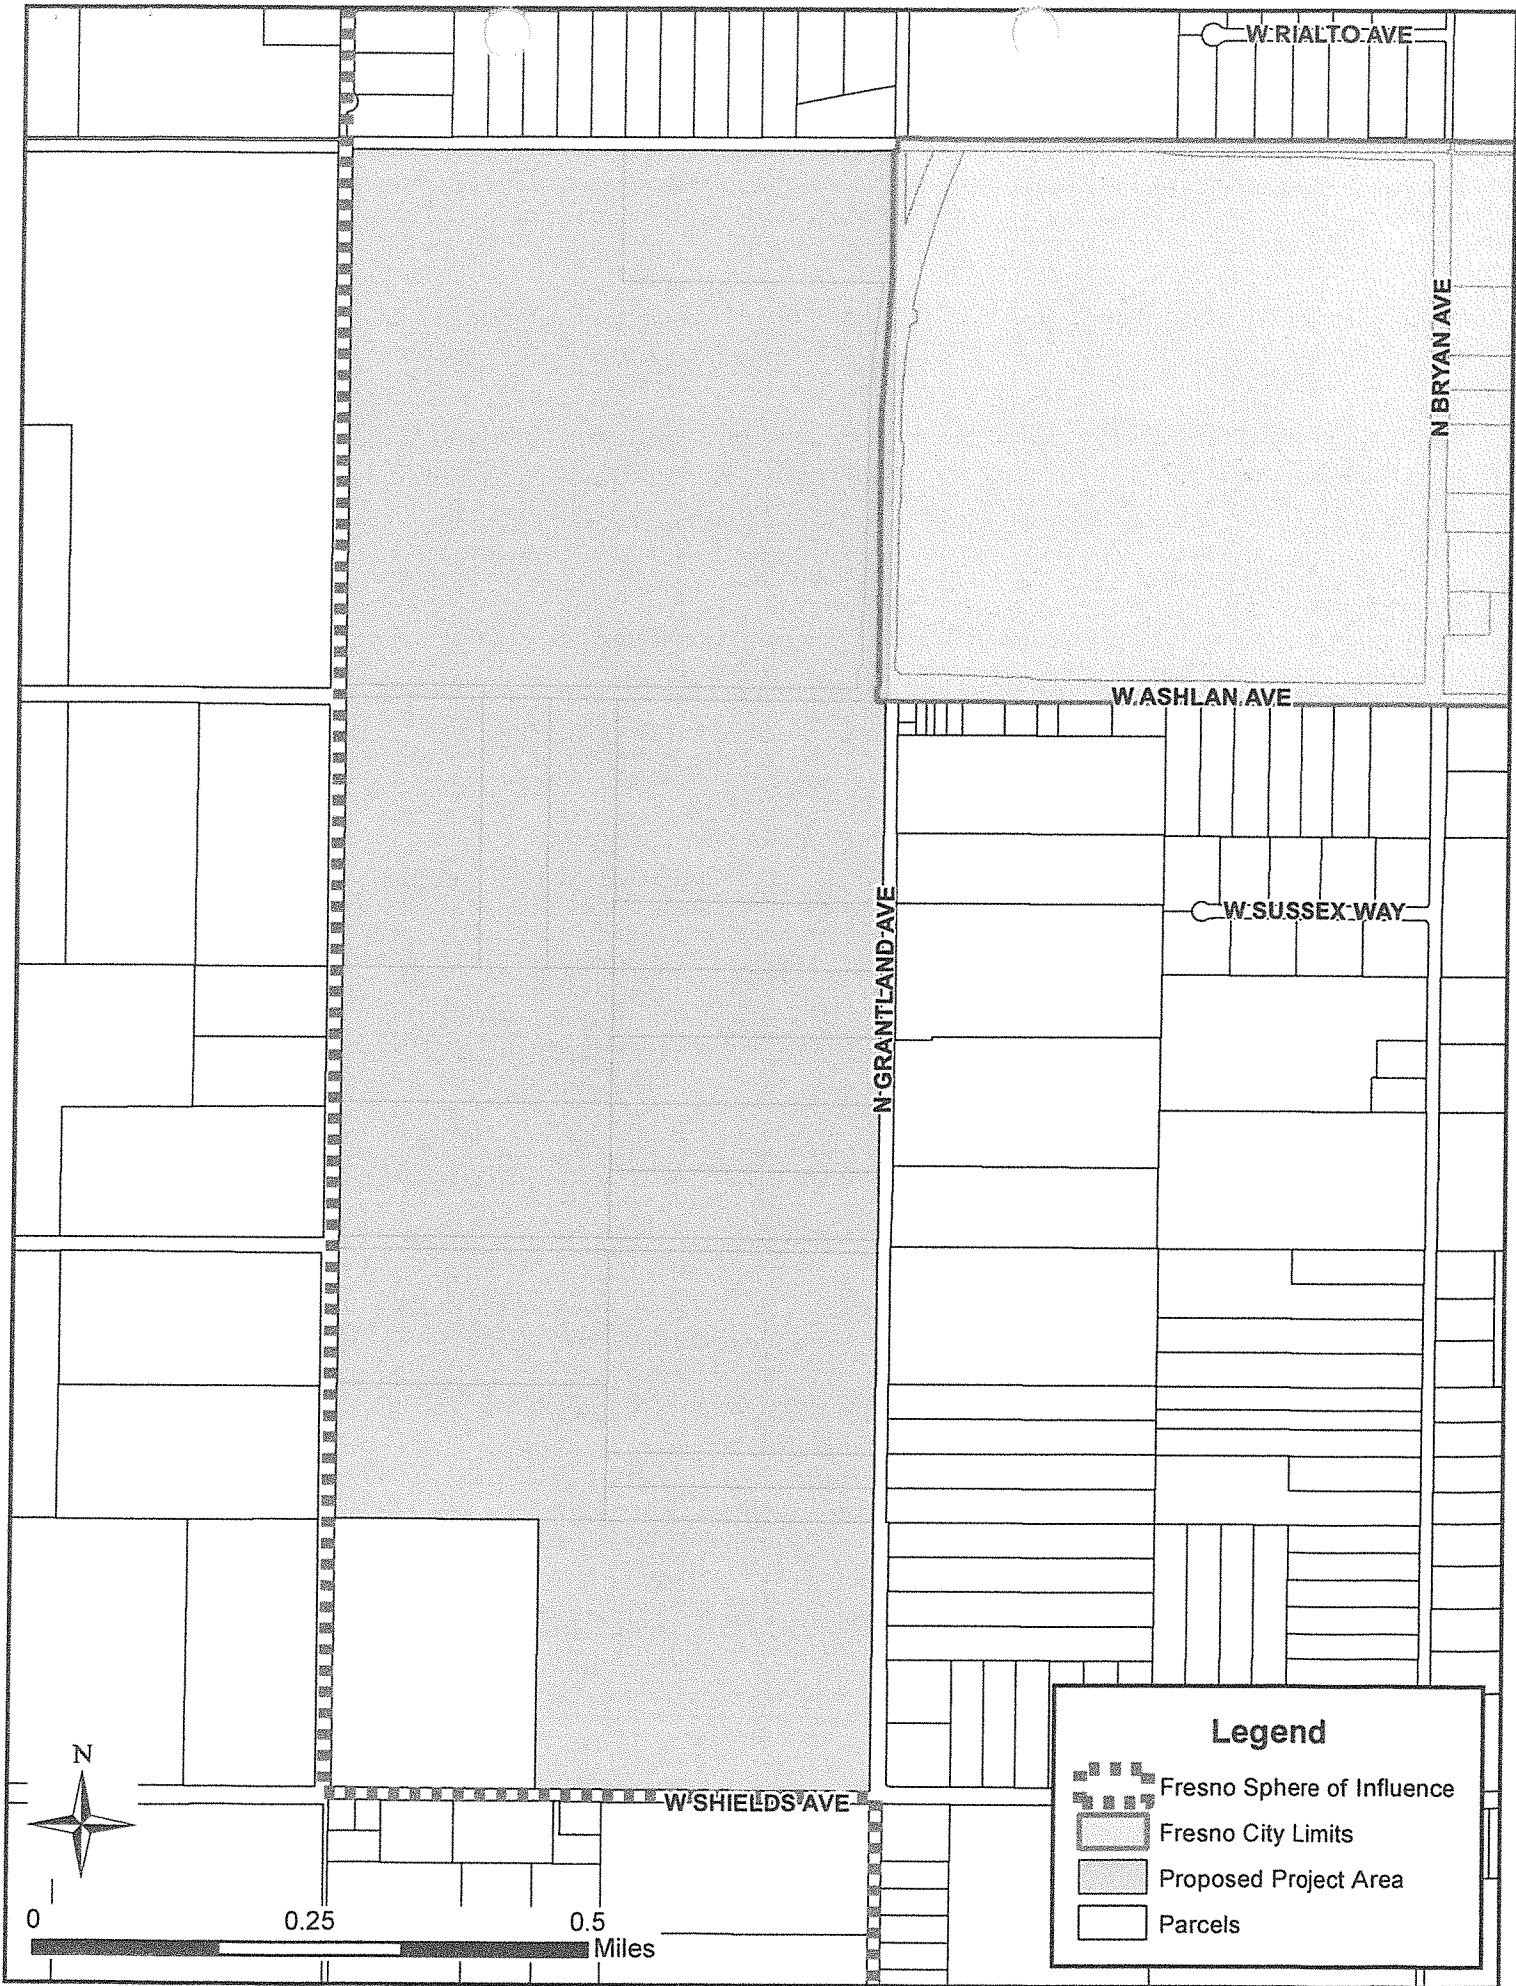 W RIALTO AVE
N BRYAN AVE
W ASHLAN AVE
W SUSSEX WAY
N GRANTLAND AVE
W SHIELDS AVE
N
0 0.25 0.5
Miles
Legend
Fresno Sphere of Influence
Fresno City Limits
Proposed Project Area
Parcels